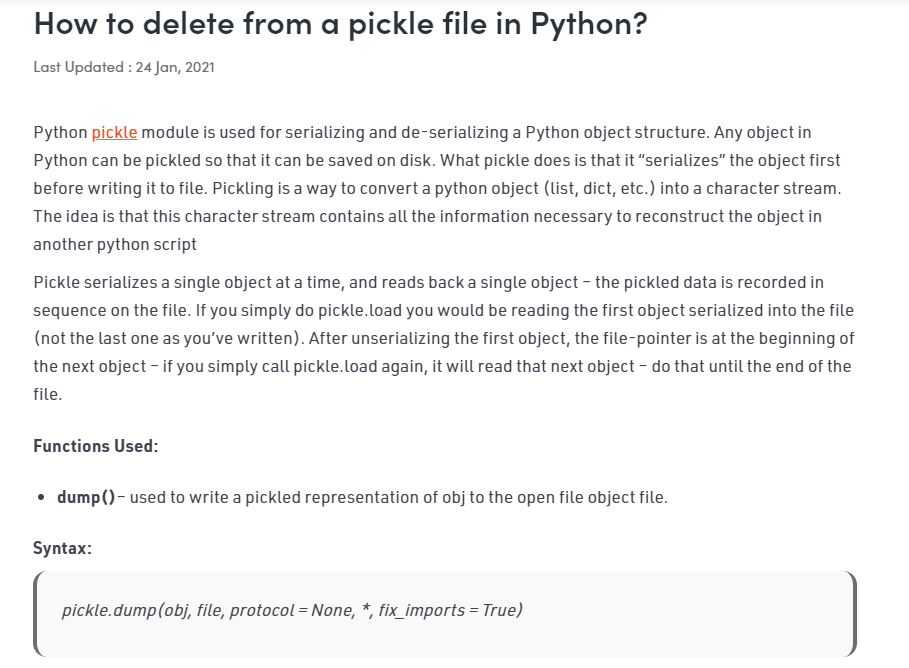 How to delete from a pickle file in Python?
Last Updated : 24 Jan, 2021
Python pickle module is used for serializing and de-serializing a Python object structure. Any object in
Python can be pickled so that it can be saved on disk. What pickle does is that it “serializes” the object first
before writing it to file. Pickling is a way to convert a python object (list, dict, etc.) into a character stream.
The idea is that this character stream contains all the information necessary to reconstruct the object in
another python script
Pickle serializes a single object at a time, and reads back a single object – the pickled data is recorded in
sequence on the file. If you simply do pickle.load you would be reading the first object serialized into the file
(not the last one as you’ve written). After unserializing the first object, the file-pointer is at the beginning of
the next object – if you simply call pickle.load again, it will read that next object – do that until the end of the
file.
Functions Used:
• dump() – used to write a pickled representation of obj to the open file object file.
Syntax:
pickle.dump(obj, file, protocol = None, *, fix_imports = True)